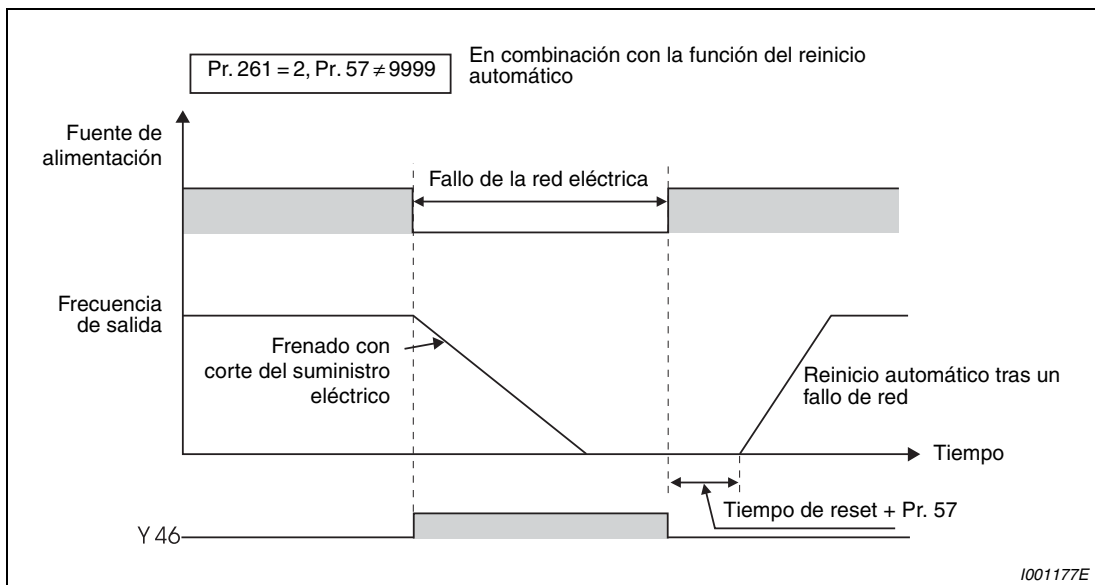 Pr. 261 = 2, Pr. 57 ≠ 9999
En combinación con la función del reinicio
automático
Fuente de
alimentación
Fallo de la red eléctrica
Frecuencia
de salida
Frenado con
corte del suministro
eléctrico
Reinicio automático tras un
fallo de red
Tiempo
Tiempo de reset + Pr. 57
Y 46
I001177E